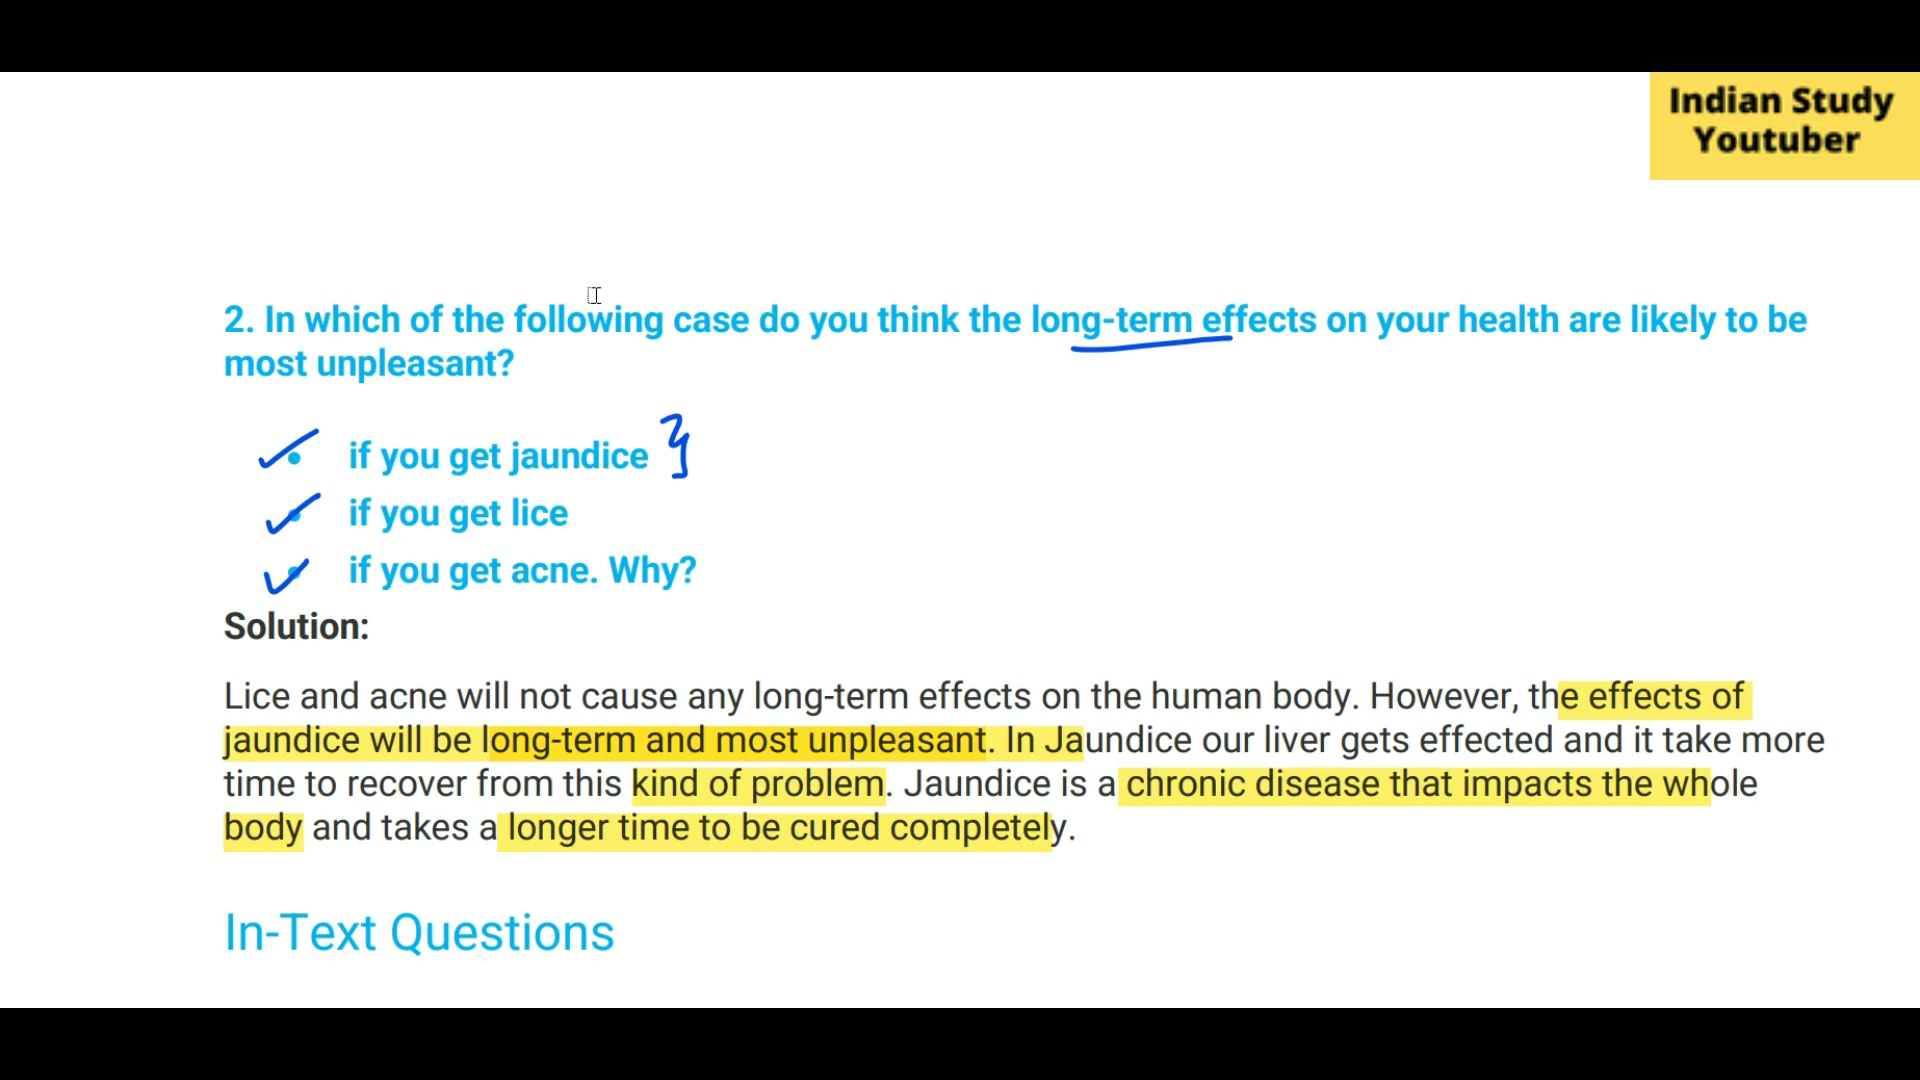 Indian Study
Youtuber
2. In which of the following case do you think the long-term effects on your health are likely to be
most unpleasant?
if you get jaundice
if you get lice
if you get acne. Why?
Solution:
Lice and acne will not cause any long-term effects on the human body. However, the effects of
jaundice will be long-term and most unpleasant. In Jaundice our liver gets effected and it take more
time to recover from this kind of problem. Jaundice is a chronic disease that impacts the whole
body and takes a longer time to be cured completely.
In-Text Questions